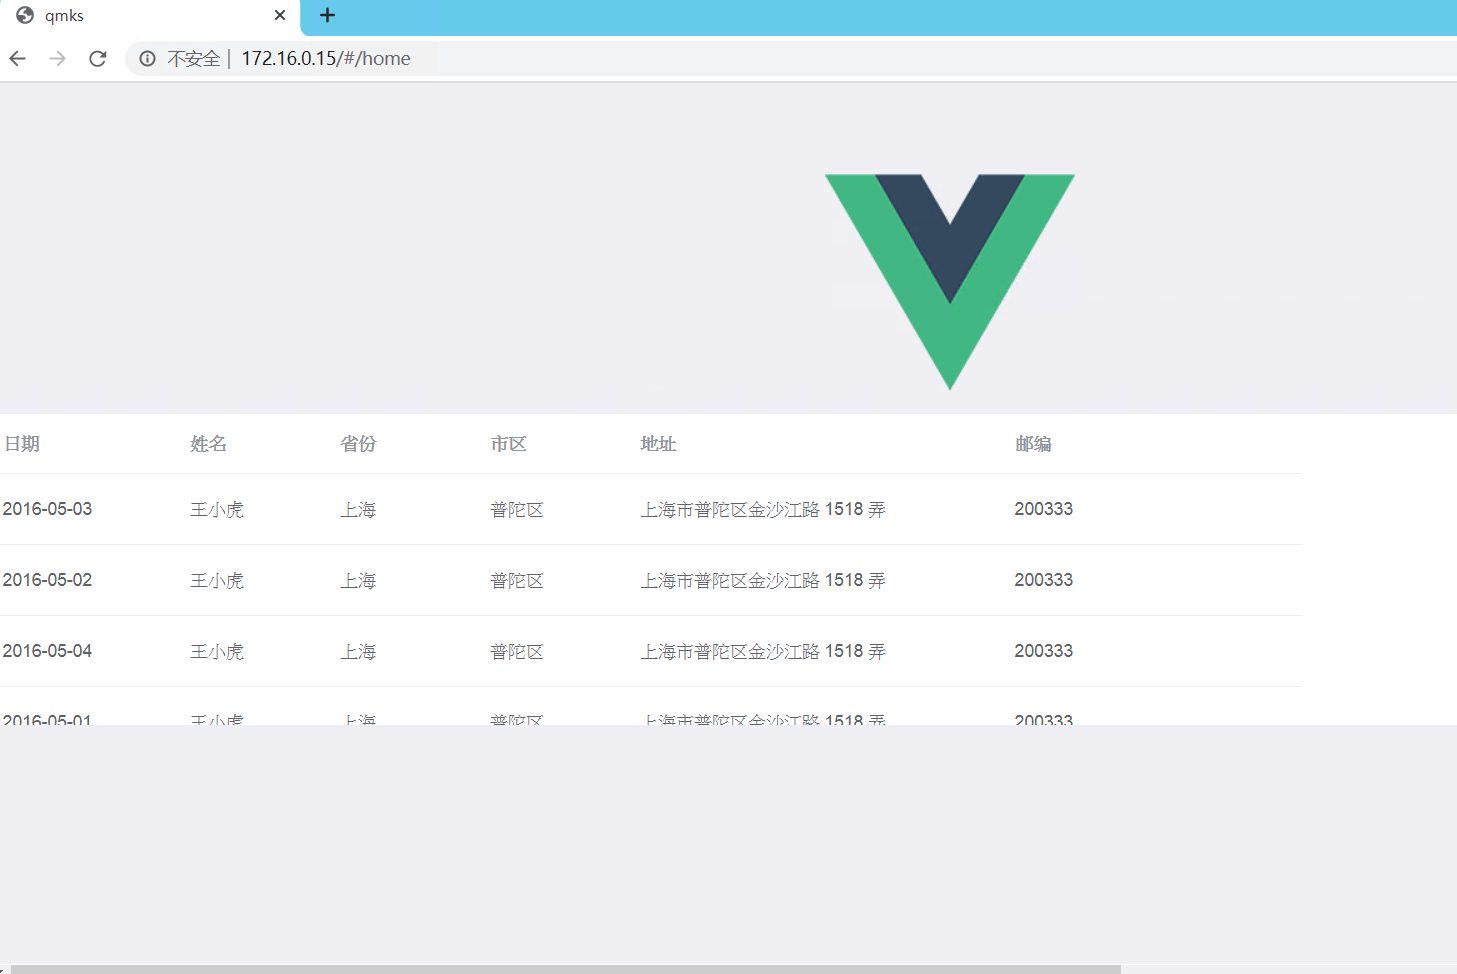 qmks
不安全 | 172.16.0.15/#/home
日期 姓名 省份 市区 地址 邮编
2016-05-03 王小虎 上海 普陀区 上海市普陀区金沙江路 1518 弄 200333
2016-05-02 王小虎 上海 普陀区 上海市普陀区金沙江路 1518 弄 200333
2016-05-04 王小虎 上海 普陀区 上海市普陀区金沙江路 1518 弄 200333
2016-05-01 王小虎 上海 普陀区 上海市普陀区金沙江路 1518 弄 200333